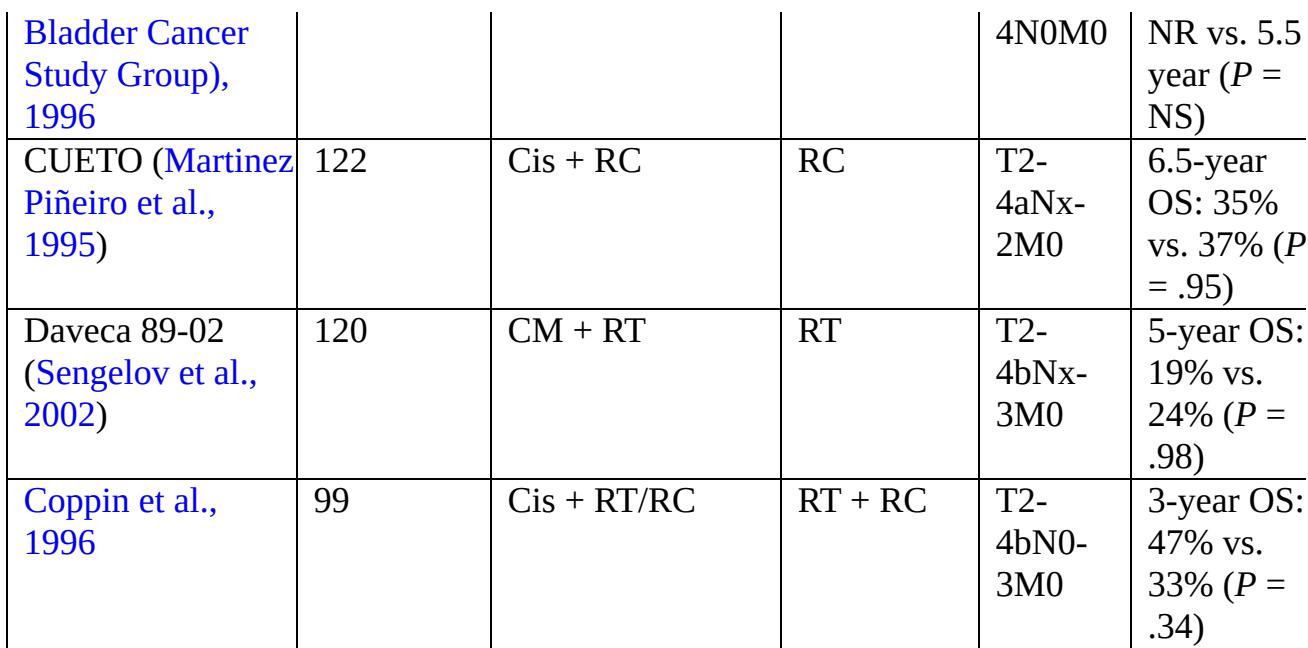 Bladder Cancer 4N0M0 NR vs. 5.5
Study Group), year (P =
1996 NS)
CUETO (Martinez 122 Cis + RC RC T2- 6.5-year
Piñeiro et al., 4aNx- OS: 35%
1995) 2M0 vs. 37% (P
= .95)
Daveca 89-02 120 CM + RT RT T2- 5-year OS:
(Sengelov et al., 4bNx- 19% vs.
2002) 3M0 24% (P =
.98)
Coppin et al., 99 Cis + RT/RC RT + RC T2- 3-year OS:
1996 4bN0- 47% vs.
3M0 33% (P =
.34)